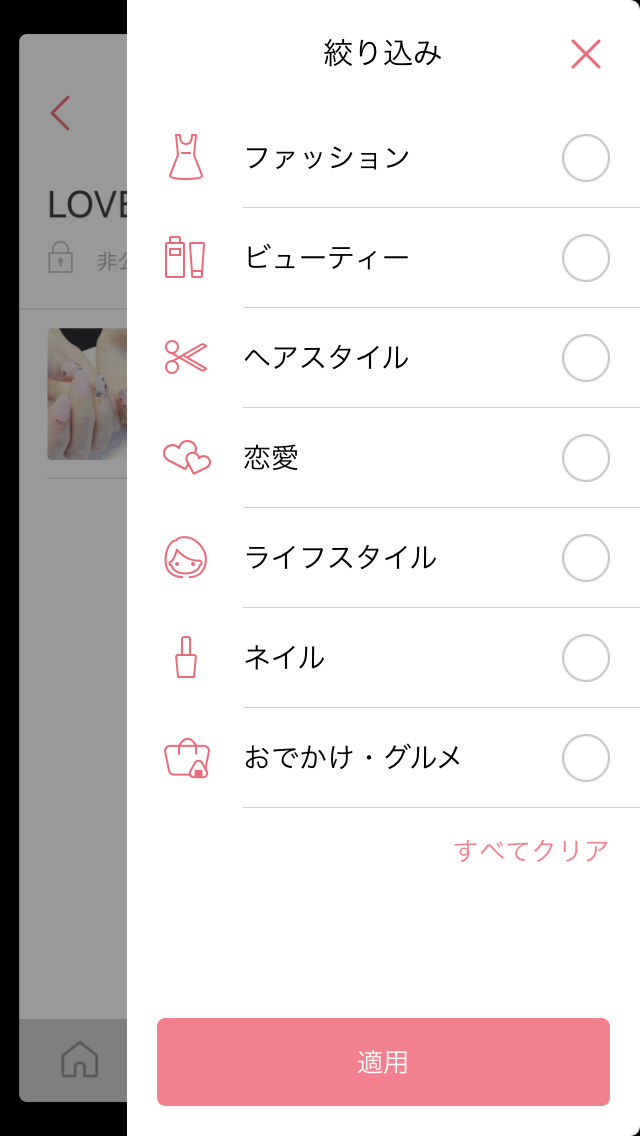 絞り込み
LOVE
非公
ファッション
ビューティー
ヘアスタイル
恋愛
ライフスタイル
ネイル
おでかけ・グルメ
すべてクリア
適用